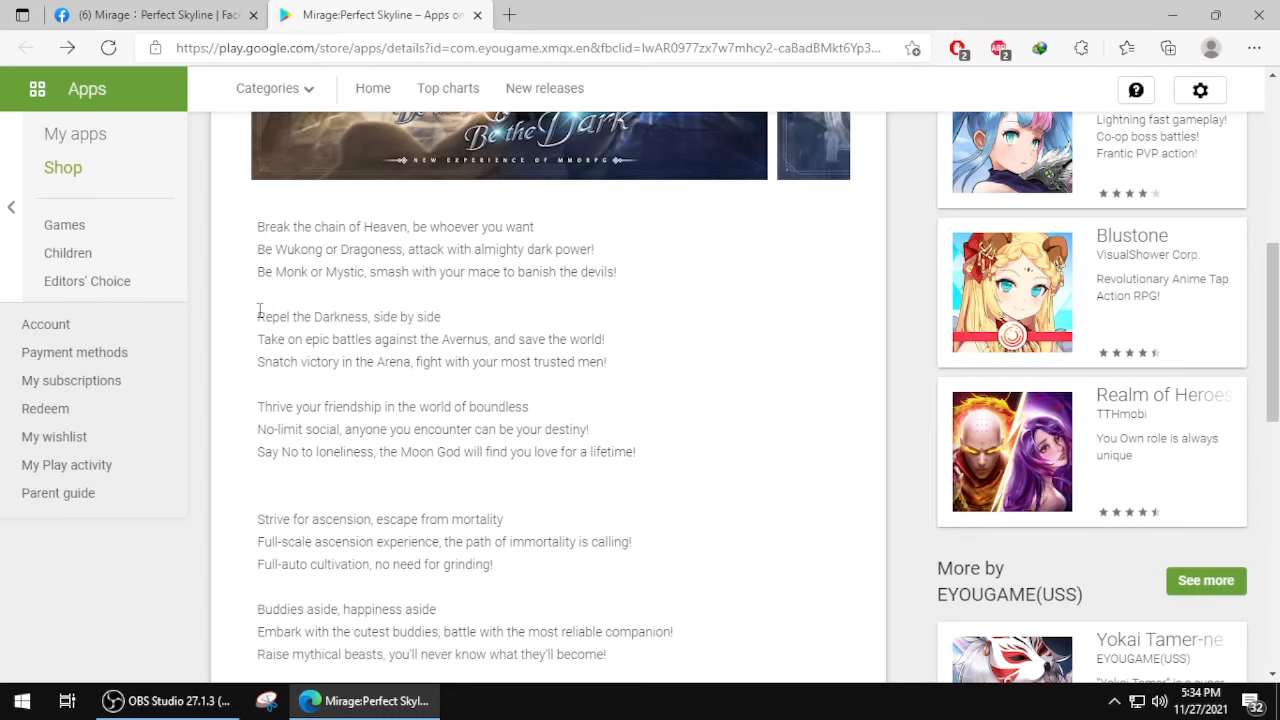 (6) Mirage : Perfect Skyline | Face
Mirage:Perfect Skyline – Apps on
https://play.google.com/store/apps/details?id=com.eyougame.xmqx.en&fbclid=IwAR0977zx7w7mhcy2-caBadBMkt6Yp3...
2
ABP
2
Apps
Categories
Home
Top charts
New releases
My apps
Shop
Games
Children
Editors' Choice
Account
Payment methods
My subscriptions
Redeem
My wishlist
My Play activity
Parent guide
Be the Dark
NEW EXPERIENCE OF MMORPG
Break the chain of Heaven, be whoever you want
Be Wukong or Dragoness, attack with almighty dark power!
Be Monk or Mystic, smash with your mace to banish the devils!
Repel the Darkness, side by side
Take on epic battles against the Avernus, and save the world!
Snatch victory in the Arena, fight with your most trusted men!
Thrive your friendship in the world of boundless
No-limit social, anyone you encounter can be your destiny!
Say No to loneliness, the Moon God will find you love for a lifetime!
Strive for ascension, escape from mortality
Full-scale ascension experience, the path of immortality is calling!
Full-auto cultivation, no need for grinding!
Buddies aside, happiness aside
Embark with the cutest buddies, battle with the most reliable companion!
Raise mythical beasts, you'll never know what they'll become!
Lightning fast gameplay!
Co-op boss battles!
Frantic PVP action!
Blustone
VisualShower Corp.
Revolutionary Anime Tap
Action RPG!
Realm of Heroes
TTHmobi
You Own role is always
unique
More by
EYOUGAME(USS)
See more
Yokai Tamer-ne
EYOUGAME(USS)
"Yokai Tamer" is a super
OBS Studio 27.1.3 (...
Mirage:Perfect Skyl...
5:34 PM
11/27/2021
32